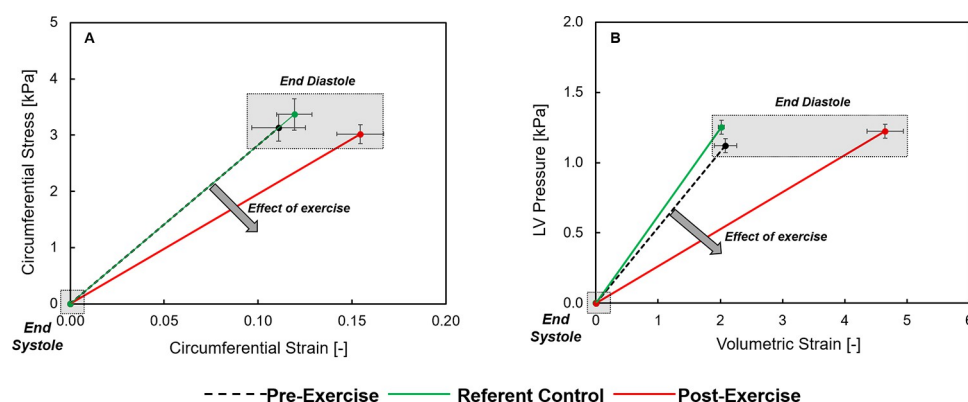 A
Circumferential Stress [kPa]
5
4
3
2
1
0
End Diastole
Effect of exercise
0.00
0.05
0.10
0.15
0.20
End
Systole
Circumferential Strain [-]
B
LV Pressure [kPa]
2.0
1.5
1.0
0.5
0.0
End Diastole
Effect of exercise
0
1
2
3
4
5
6
End
Systole
Volumetric Strain [-]
Pre-Exercise
Referent Control
Post-Exercise